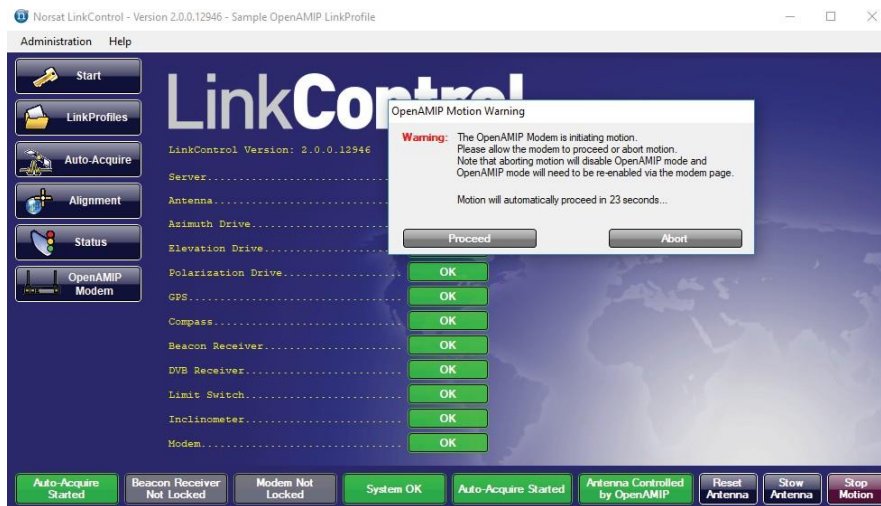 Norsat LinkControl - Version 2.0.0.12946 - Sample OpenAMIP LinkProfile
Administration Help
Start
LinkProfiles
Auto-Acquire
Alignment
Status
OpenAMIP
Modem
LinkControl
LinkControl Version: 2.0.0.12946
Server
Antenna
Azimuth Drive
Elevation Drive
Polarization Drive OK
GPS OK
Compass OK
Beacon Receiver OK
DVB Receiver OK
Limit Switch OK
Inclinometer OK
Modem OK
OpenAMIP Motion Warning
Warning: The OpenAMIP Modem is initiating motion.
Please allow the modem to proceed or abort motion.
Note that aborting motion will disable OpenAMIP mode and
OpenAMIP mode will need to be re-enabled via the modem page.
Motion will automatically proceed in 23 seconds...
Proceed Abort
Auto-Acquire
Started
Beacon Receiver
Not Locked
Modem Not
Locked
System OK
Auto-Acquire Started
Antenna Controlled
by OpenAMIP
Reset
Antenna
Stow
Antenna
Stop
Motion